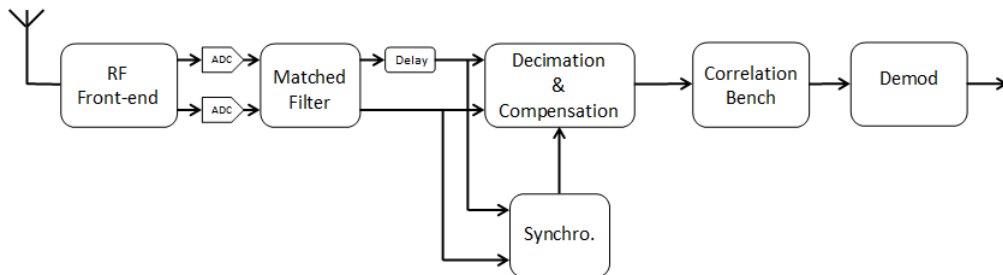 RF
Front-end
ADC
ADC
Matched
Filter
Delay
Decimation
&
Compensation
Synchro.
Correlation
Bench
Demod